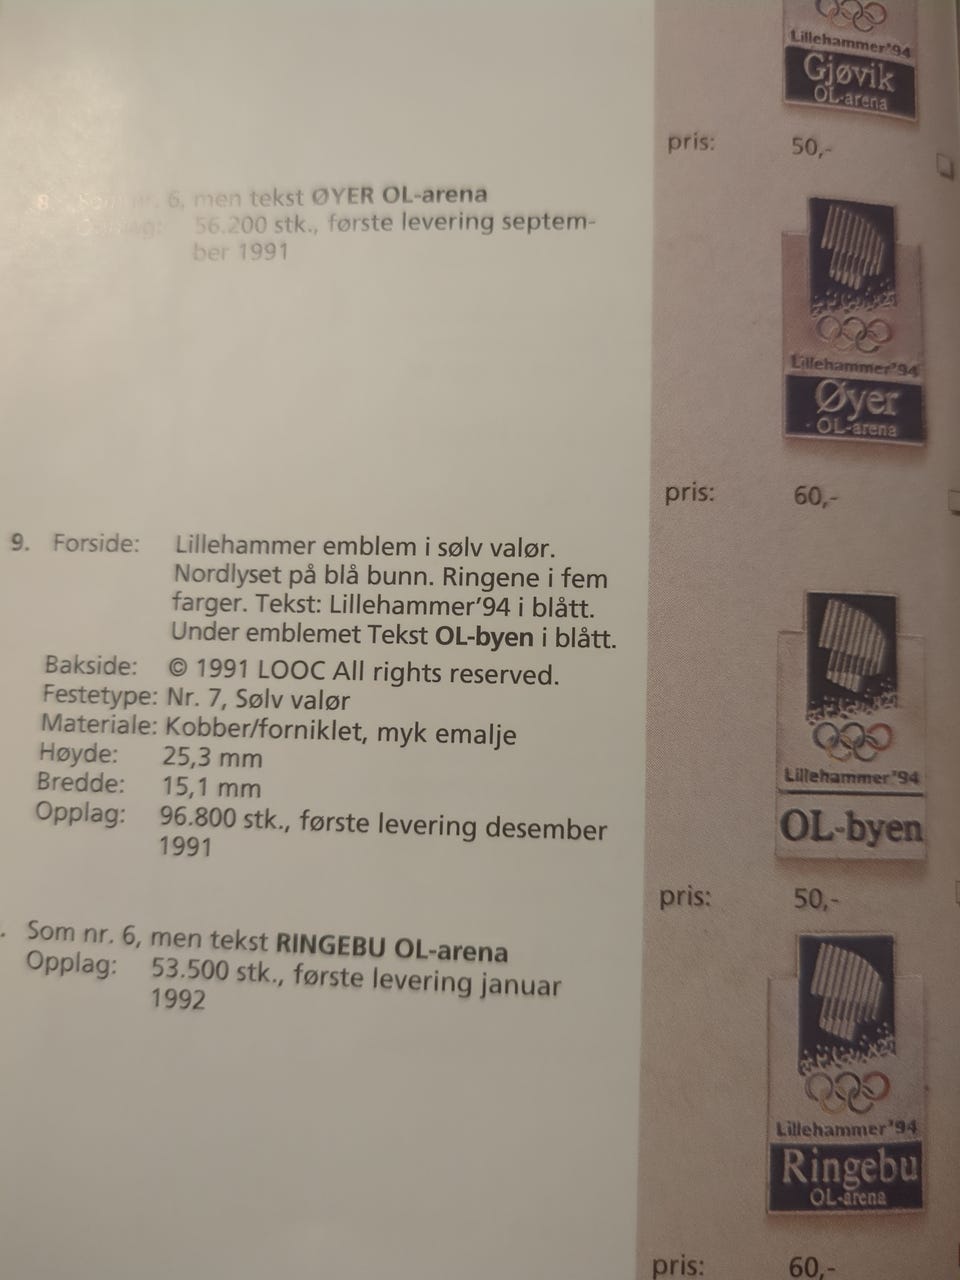 Lillehammer'94
Gjøvik
OL-arena
pris: 50,-
8. Som nr. 6, men tekst ØYER OL-arena
Opplag: 56.200 stk., første levering septem-
ber 1991
Lillehammer'94
Øyer
OL-arena
pris: 60,-
9. Forside: Lillehammer emblem i sølv valør.
Nordlyset på blå bunn. Ringene i fem
farger. Tekst: Lillehammer'94 i blått.
Under emblemet Tekst OL-byen i blått.
Bakside: © 1991 LOOC All rights reserved.
Festetype: Nr. 7, Sølv valør
Materiale: Kobber/forniklet, myk emalje
Høyde: 25,3 mm
Bredde: 15,1 mm
Opplag: 96.800 stk., første levering desember
1991
Lillehammer'94
OL-byen
pris: 50,-
. Som nr. 6, men tekst RINGEBU OL-arena
Opplag: 53.500 stk., første levering januar
1992
Lillehammer'94
Ringebu
OL-arena
pris: 60,-